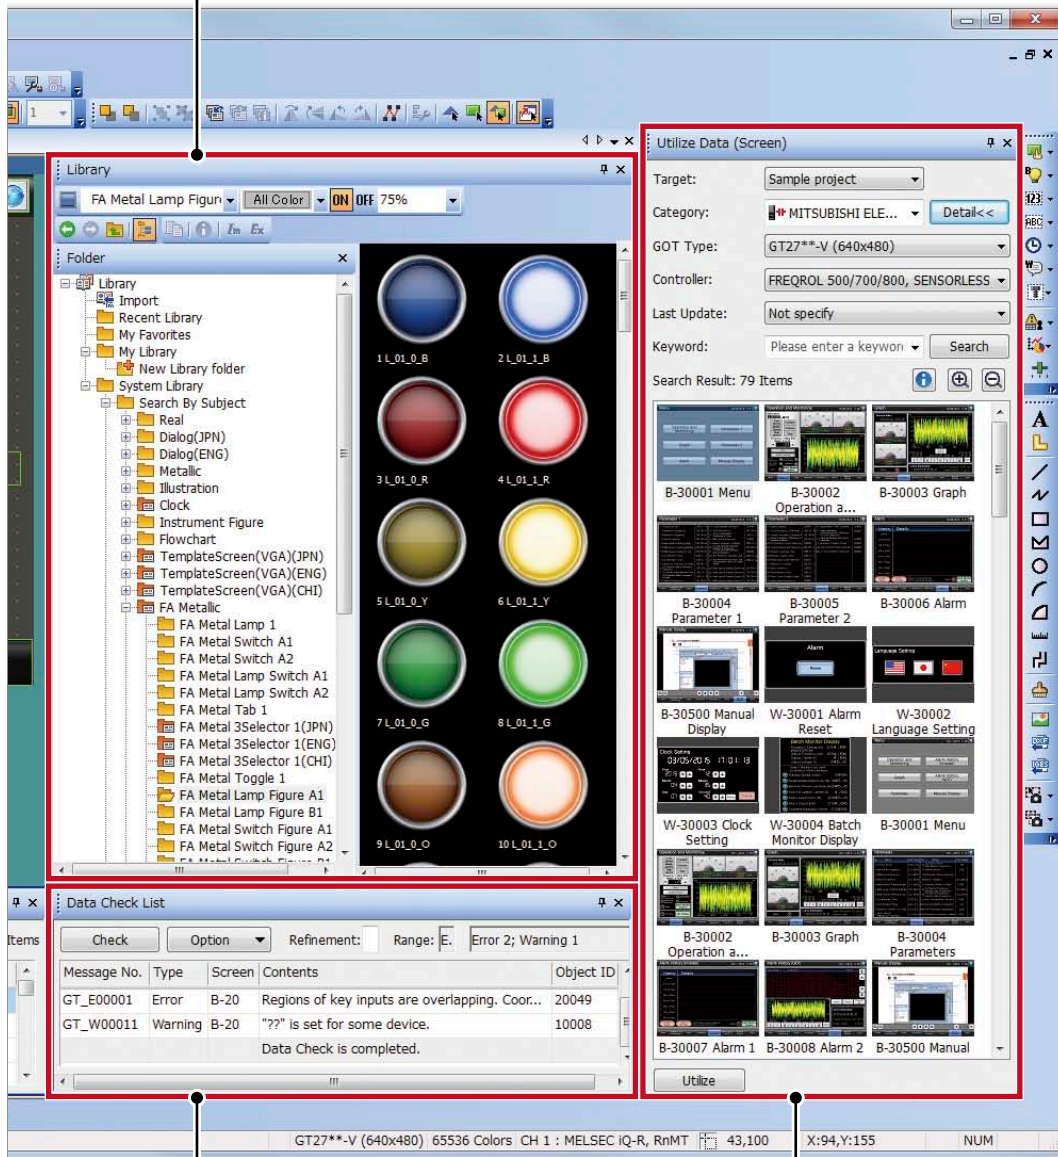 1
Library
FA Metal Lamp Figur
All Color
ON
OFF
75%
Im
Ex
Folder
Library
Import
Recent Library
My Favorites
My Library
New Library folder
System Library
Search By Subject
Real
Dialog(JPN)
Dialog(ENG)
Metallic
Illustration
Clock
Instrument Figure
Flowchart
TemplateScreen(VGA)(JPN)
TemplateScreen(VGA)(ENG)
TemplateScreen(VGA)(CHI)
FA Metallic
FA Metal Lamp 1
FA Metal Switch A1
FA Metal Switch A2
FA Metal Lamp Switch A1
FA Metal Lamp Switch A2
FA Metal Tab 1
FA Metal 3Selector 1(JPN)
FA Metal 3Selector 1(ENG)
FA Metal 3Selector 1(CHI)
FA Metal Toggle 1
FA Metal Lamp Figure A1
FA Metal Lamp Figure B1
FA Metal Switch Figure A1
FA Metal Switch Figure A2
1 L_01_0_B
2 L_01_1_B
3 L_01_0_R
4 L_01_1_R
5 L_01_0_Y
6 L_01_1_Y
7 L_01_0_G
8 L_01_1_G
9 L_01_0_O
10 L_01_1_O
Utilize Data (Screen)
Target:
Sample project
Category:
MITSUBISHI ELE...
Detail<<
GOT Type:
GT27**-V (640x480)
Controller:
FREQROL 500/700/800, SENSORLESS
Last Update:
Not specify
Keyword:
Please enter a keywor
Search
Search Result: 79 Items
B-30001 Menu
B-30002
Operation a...
B-30003 Graph
B-30004
Parameter 1
B-30005
Parameter 2
B-30006 Alarm
Alarm
Reset
Language Setting
B-30500 Manual
Display
W-30001 Alarm
Reset
W-30002
Language Setting
Clock Setting
Batch Monitor Display
W-30003 Clock
Setting
W-30004 Batch
Monitor Display
B-30001 Menu
B-30002
Operation a...
B-30003 Graph
B-30004
Parameters
B-30007 Alarm 1
B-30008 Alarm 2
B-30500 Manual
Utilize
Items
Data Check List
Check
Option
Refinement:
Range:
E.
Error 2; Warning 1
Message No.
Type
Screen
Contents
Object ID
GT_E00001
Error
B-20
Regions of key inputs are overlapping. Coor...
20049
GT_W00011
Warning
B-20
"??" is set for some device.
10008
Data Check is completed.
GT27**-V (640x480)
65536 Colors
CH 1 : MELSEC iQ-R, RnMT
43,100
X:94,Y:155
NUM